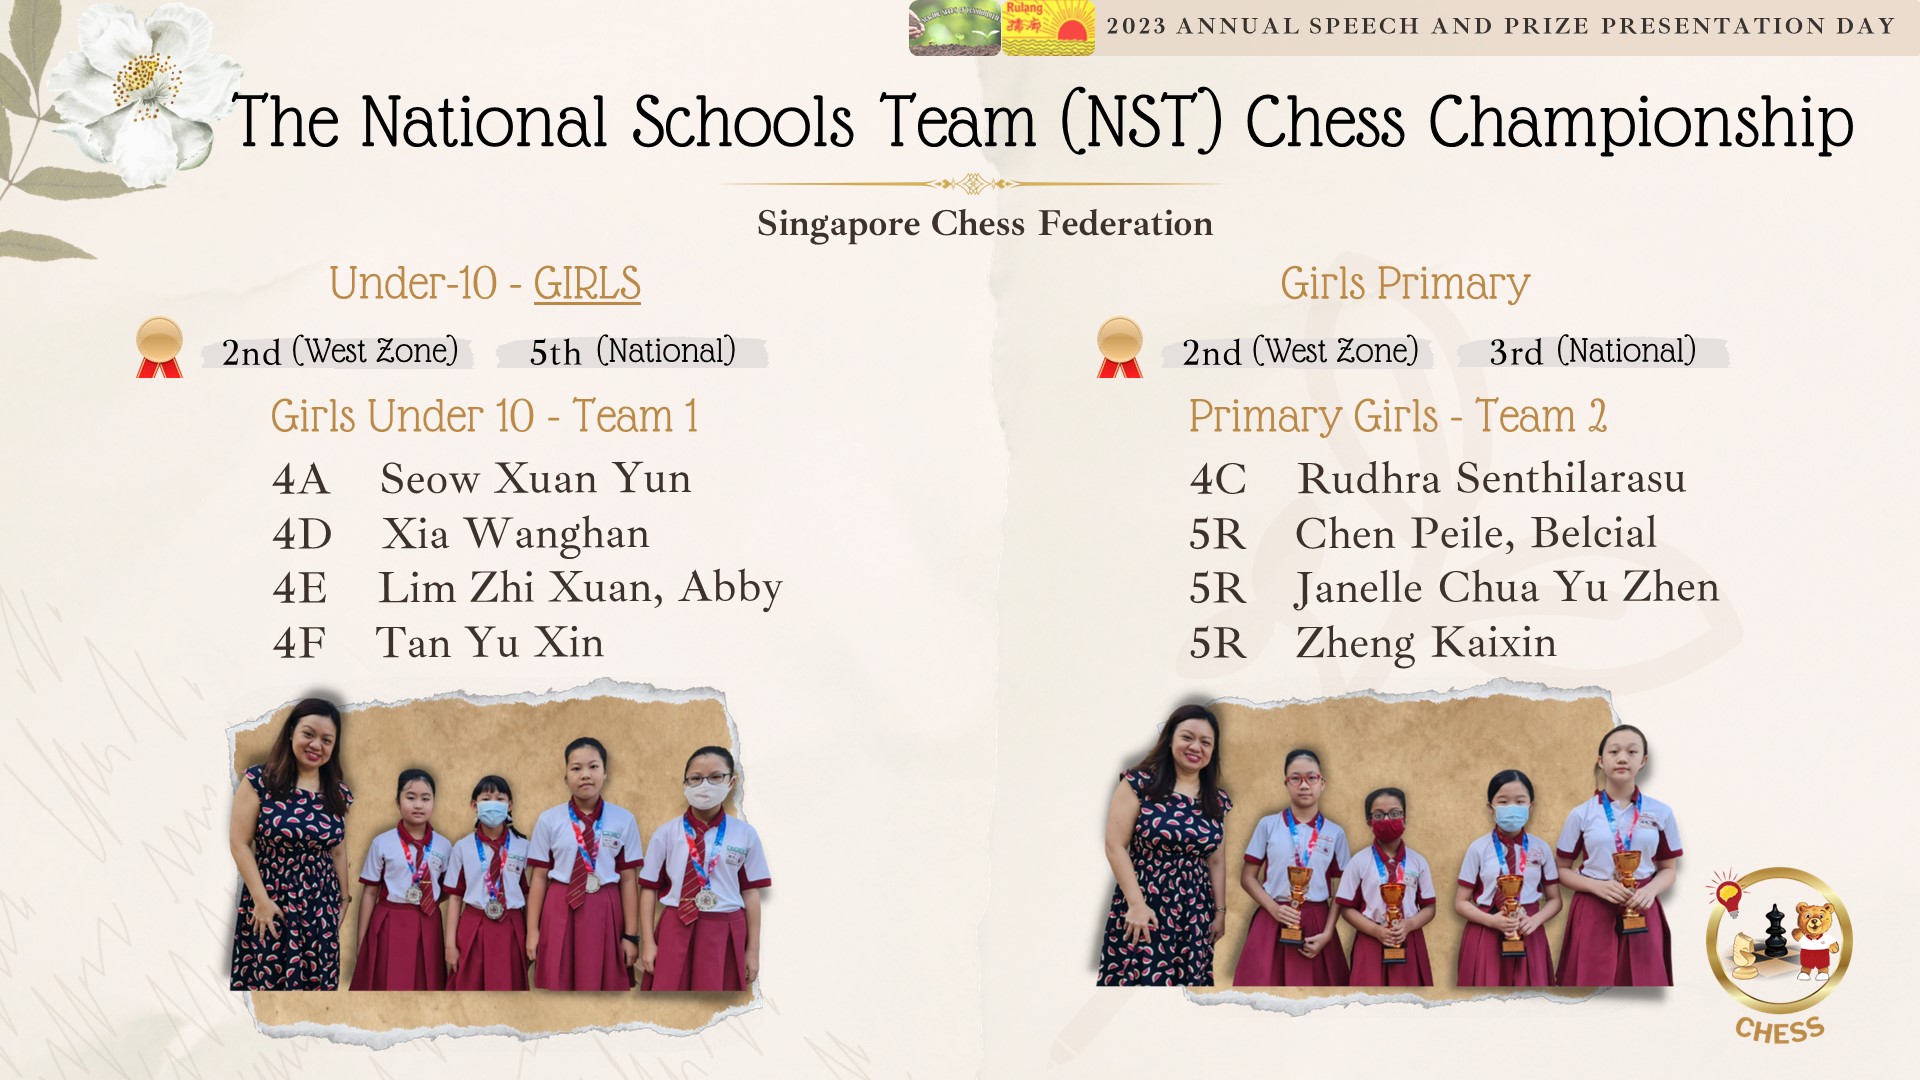 Rulang
2023 ANNUAL SPEECH AND PRIZE PRESENTATION DAY
The National Schools Team (NST) Chess Championship
Singapore Chess Federation
Under-10 - GIRLS
2nd (West Zone) 5th (National)
Girls Under 10 - Team 1
4A Seow Xuan Yun
4D Xia Wanghan
4E Lim Zhi Xuan, Abby
4F Tan Yu Xin
Girls Primary
2nd (West Zone) 3rd (National)
Primary Girls - Team 2
4C Rudhra Senthilarasu
5R Chen Peile, Belcial
5R Janelle Chua Yu Zhen
5R Zheng Kaixin
CHESS